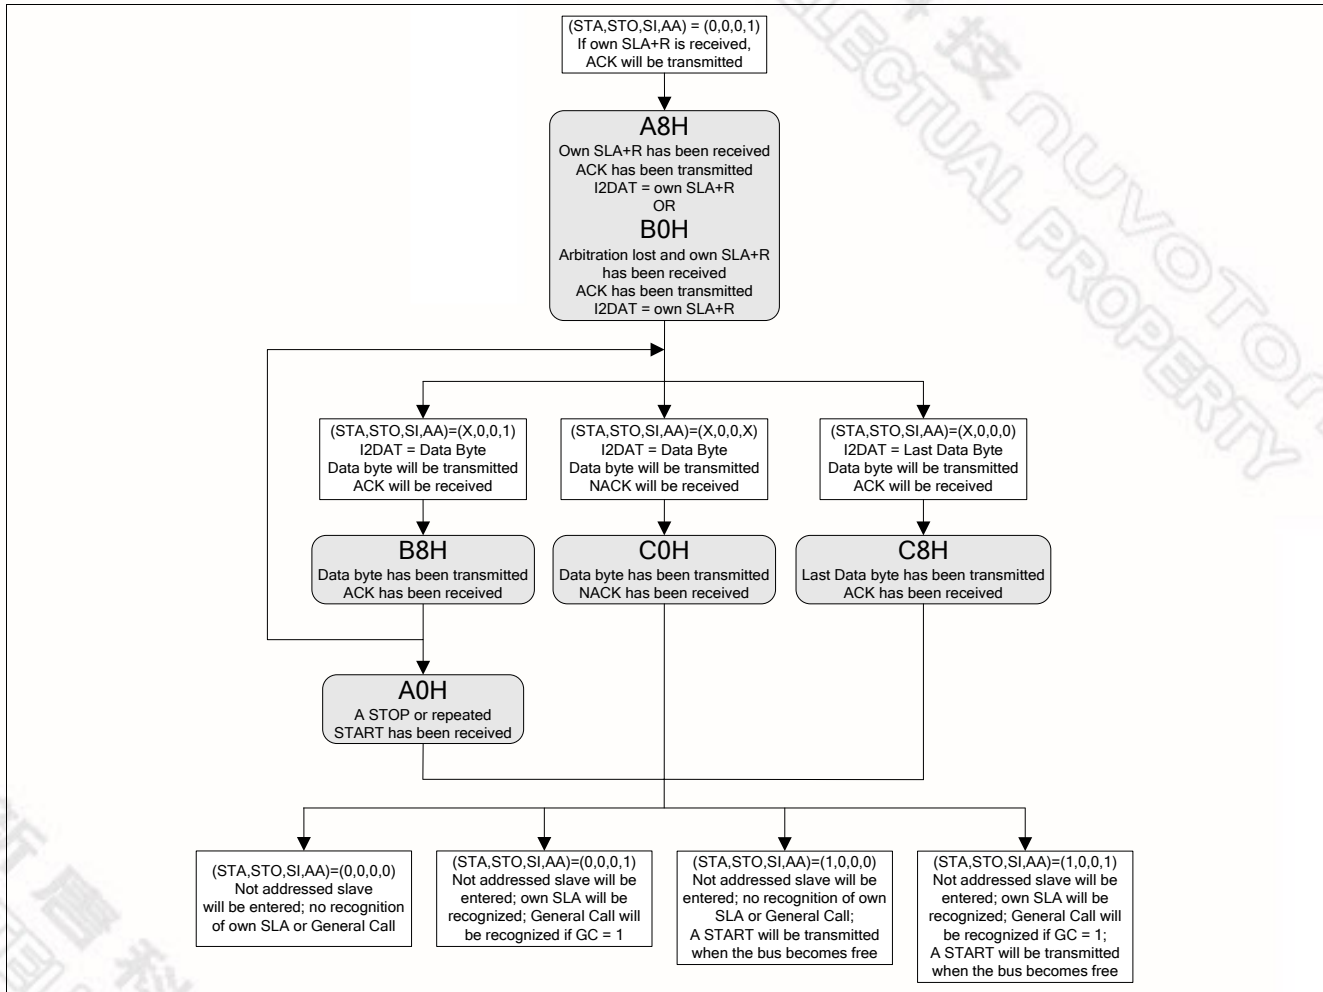 (STA,STO,SI,AA) = (0,0,0,1)
If own SLA+R is received,
ACK will be transmitted
A8H
Own SLA+R has been received
ACK has been transmitted
I2DAT = own SLA+R
OR
B0H
Arbitration lost and own SLA+R
has been received
ACK has been transmitted
I2DAT = own SLA+R
(STA,STO,SI,AA)=(X,0,0,1)
I2DAT = Data Byte
Data byte will be transmitted
ACK will be received
(STA,STO,SI,AA)=(X,0,0,X)
I2DAT = Data Byte
Data byte will be transmitted
NACK will be received
(STA,STO,SI,AA)=(X,0,0,0)
I2DAT = Last Data Byte
Data byte will be transmitted
ACK will be received
B8H
Data byte has been transmitted
ACK has been received
C0H
Data byte has been transmitted
NACK has been received
C8H
Last Data byte has been transmitted
ACK has been received
A0H
A STOP or repeated
START has been received
(STA,STO,SI,AA)=(0,0,0,0)
Not addressed slave
will be entered; no recognition
of own SLA or General Call
(STA,STO,SI,AA)=(0,0,0,1)
Not addressed slave will be
entered; own SLA will be
recognized; General Call will
be recognized if GC = 1
(STA,STO,SI,AA)=(1,0,0,0)
Not addressed slave will be
entered; no recognition of own
SLA or General Call;
A START will be transmitted
when the bus becomes free
(STA,STO,SI,AA)=(1,0,0,1)
Not addressed slave will be
entered; own SLA will be
recognized; General Call will
be recognized if GC = 1;
A START will be transmitted
when the bus becomes free
技 nuvoTon
PROPERTY